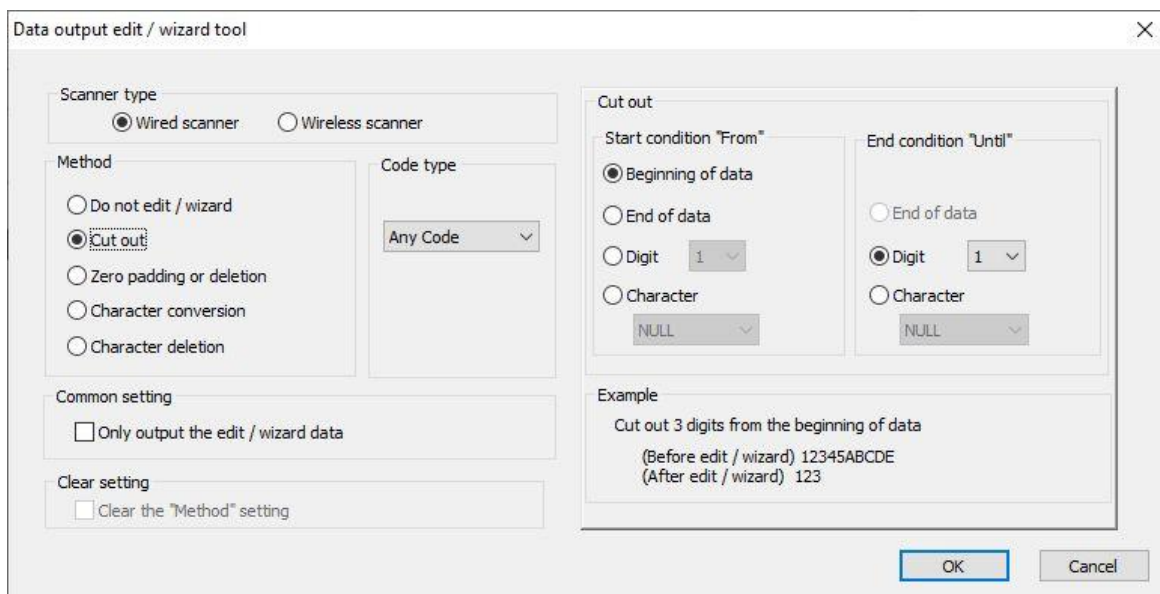 Data output edit / wizard tool
Scanner type
Wired scanner
Wireless scanner
Method
Do not edit / wizard
Cut out
Zero padding or deletion
Character conversion
Character deletion
Code type
Any Code
Common setting
Only output the edit / wizard data
Clear setting
Clear the "Method" setting
Cut out
Start condition "From"
Beginning of data
End of data
Digit 1
Character
NULL
End condition "Until"
End of data
Digit 1
Character
NULL
Example
Cut out 3 digits from the beginning of data
(Before edit / wizard) 12345ABCDE
(After edit / wizard) 123
OK
Cancel